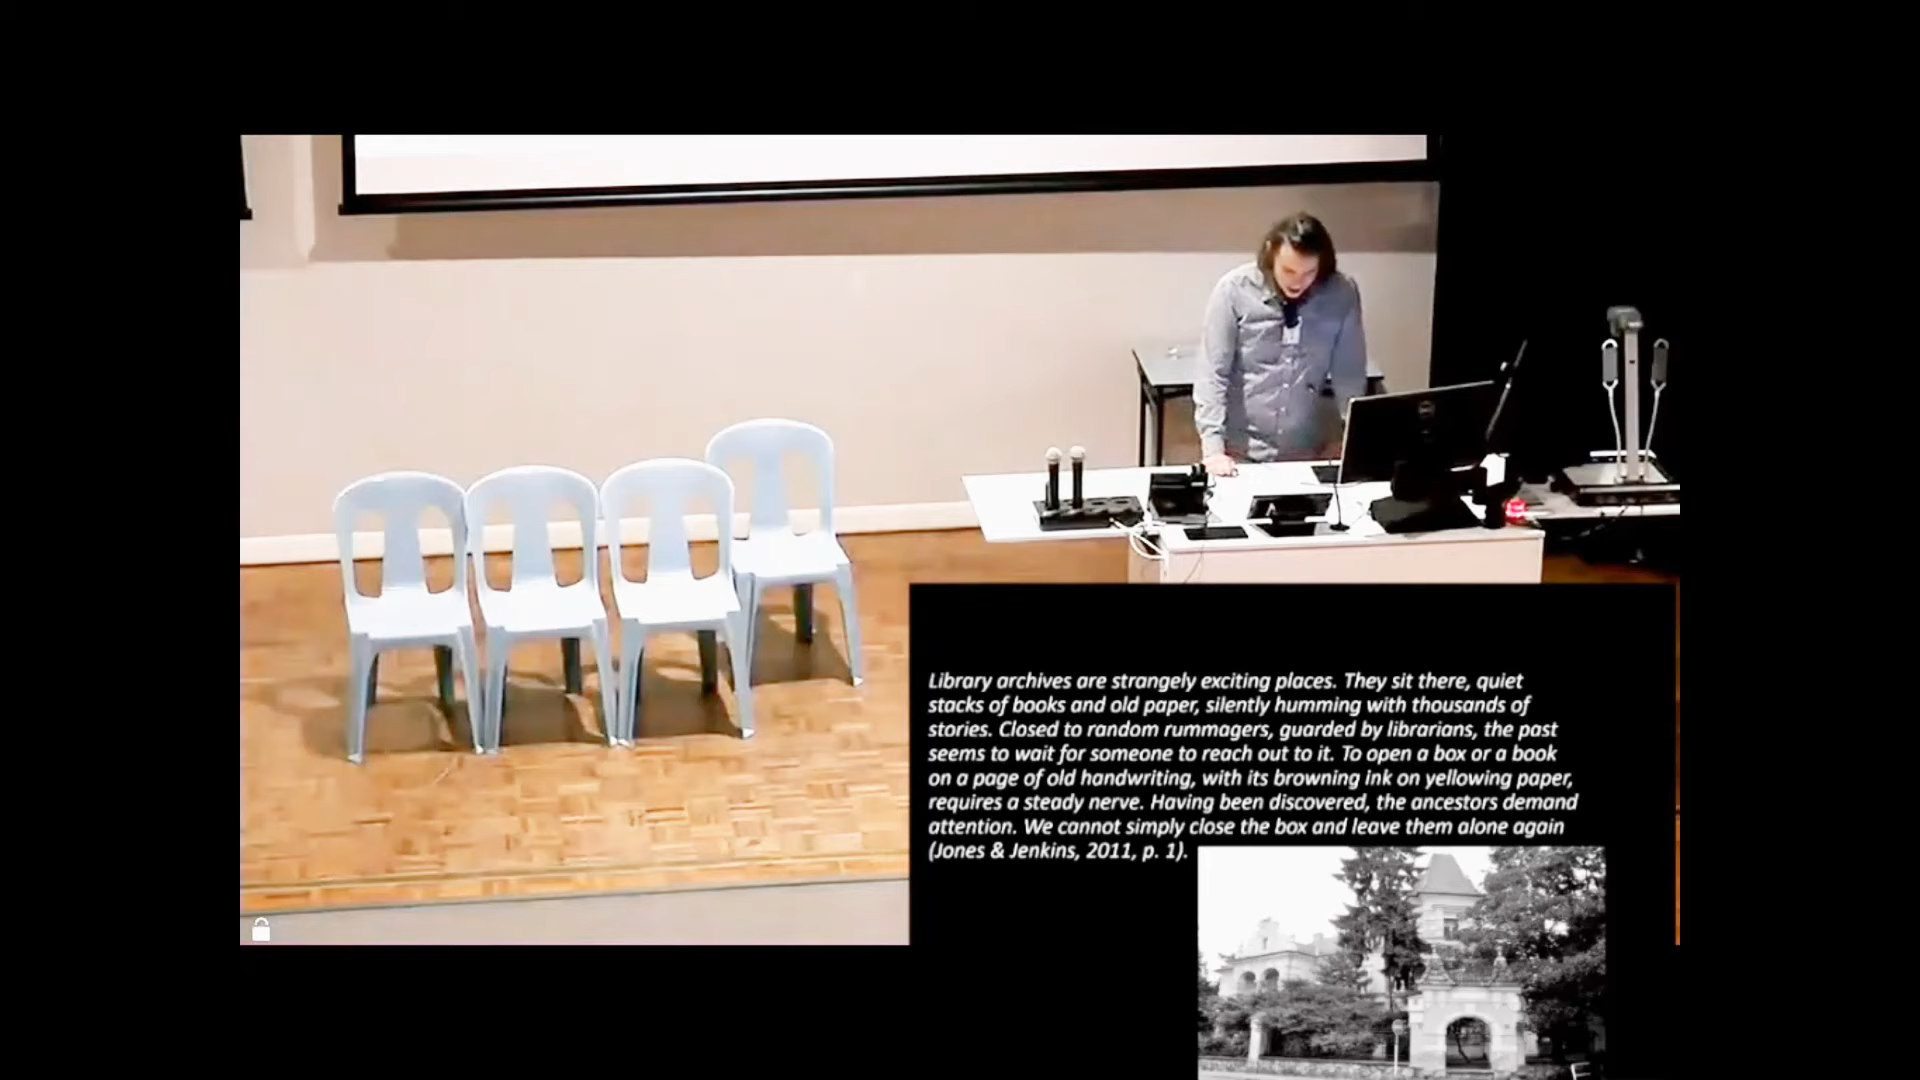 Library archives are strangely exciting places. They sit there, quiet
stacks of books and old paper, silently humming with thousands of
stories. Closed to random rummagers, guarded by librarians, the past
seems to wait for someone to reach out to it. To open a box or a book
on a page of old handwriting, with its browning ink on yellowing paper,
requires a steady nerve. Having been discovered, the ancestors demand
attention. We cannot simply close the box and leave them alone again
(Jones & Jenkins, 2011, p. 1).